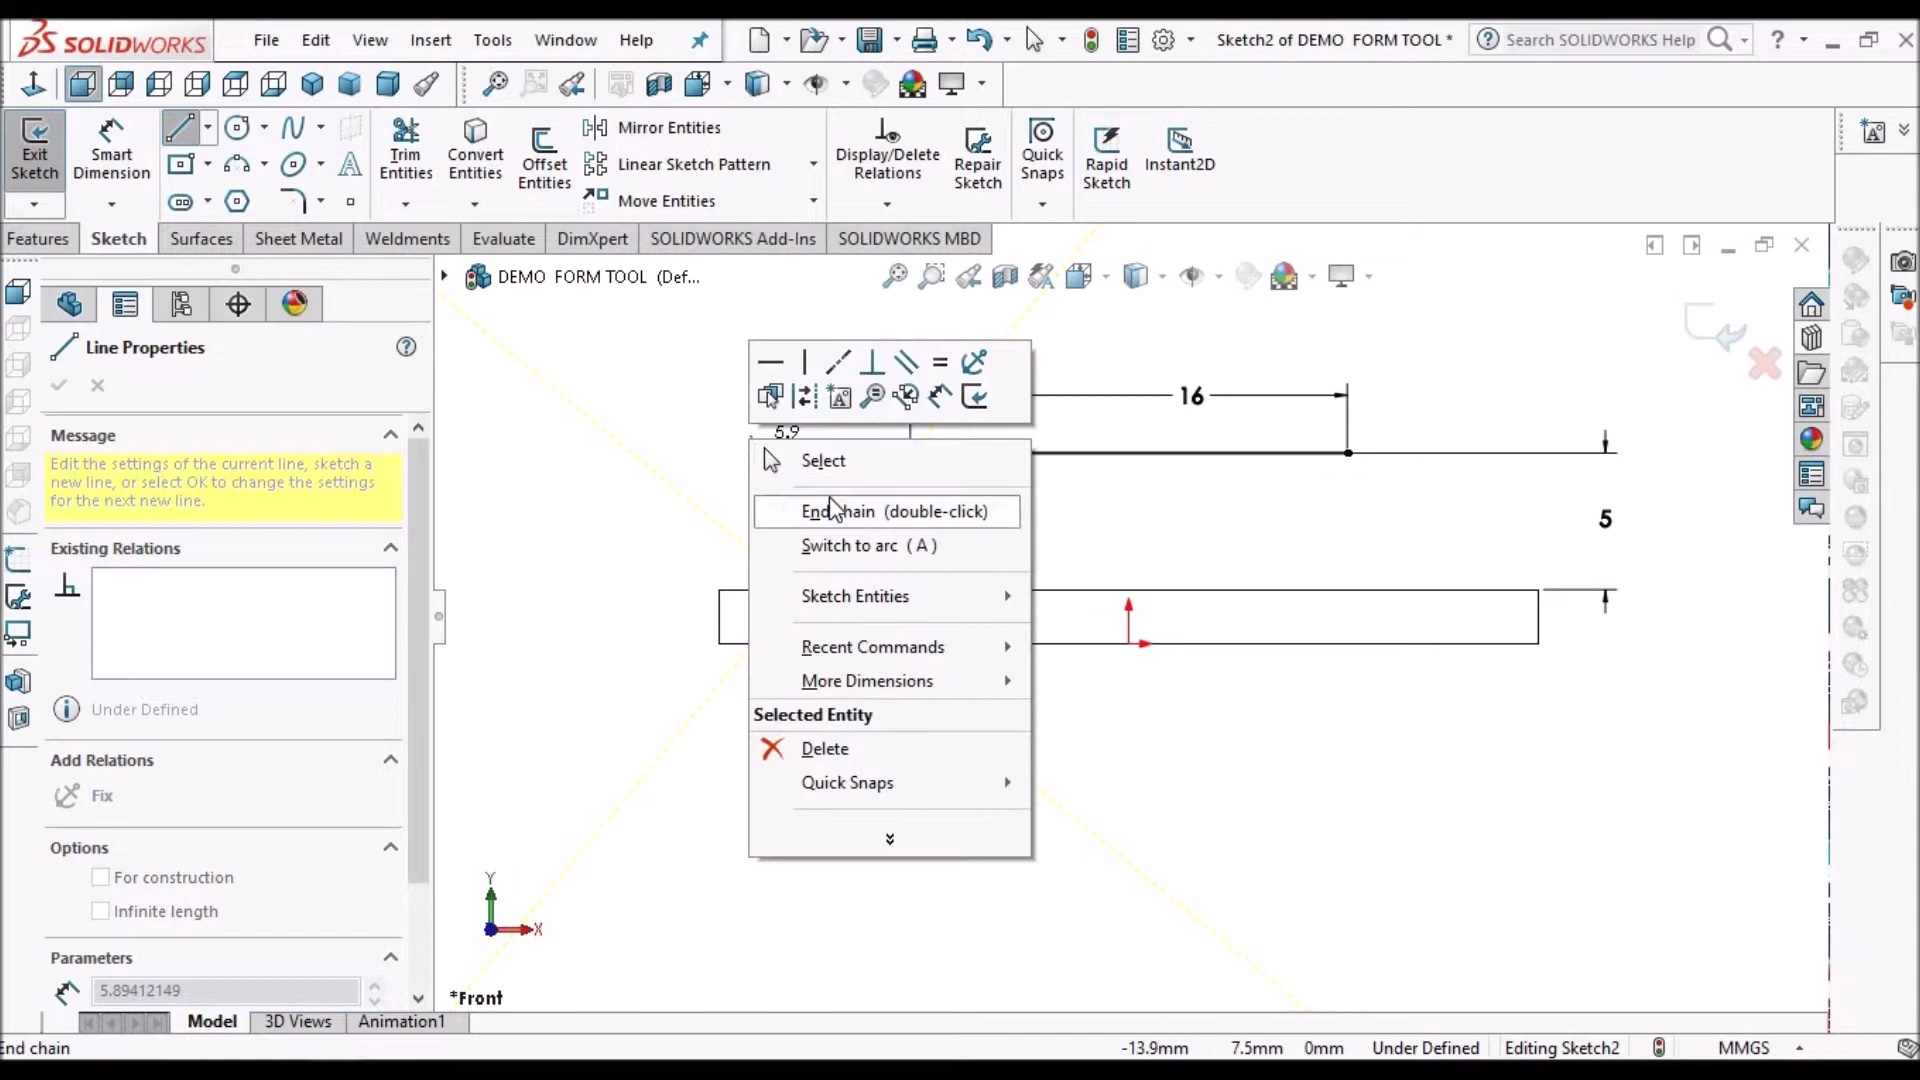 SOLIDWORKS
File Edit View Insert Tools Window Help
Sketch2 of DEMO FORM TOOL *
Search SOLIDWORKS Help
?
Exit Sketch
Smart Dimension
Trim Entities
Convert Entities
Offset Entities
Mirror Entities
Linear Sketch Pattern
Move Entities
Display/Delete Relations
Repair Sketch
Quick Snaps
Rapid Sketch
Instant2D
Features Sketch Surfaces Sheet Metal Weldments Evaluate DimXpert SOLIDWORKS Add-Ins SOLIDWORKS MBD
DEMO FORM TOOL (Def...
Line Properties
Message
Edit the settings of the current line, sketch a
new line, or select OK to change the settings
for the next new line.
Existing Relations
Under Defined
Add Relations
Fix
Options
For construction
Infinite length
Parameters
5.89412149
16
5.9
5
Select
End chain (double-click)
Switch to arc ( A )
Sketch Entities
Recent Commands
More Dimensions
Selected Entity
Delete
Quick Snaps
Y
X
*Front
Model 3D Views Animation1
End chain
-13.9mm 7.5mm 0mm Under Defined Editing Sketch2 MMGS